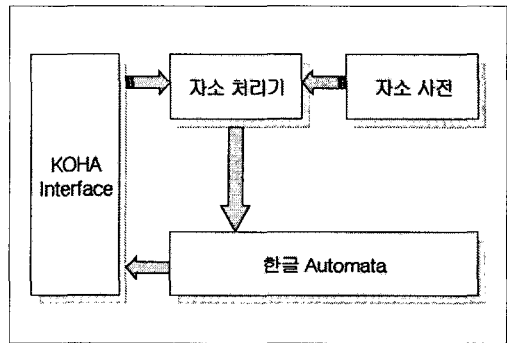 자소 처리기
자소 사전
KOHA
Interface
한글 Automata